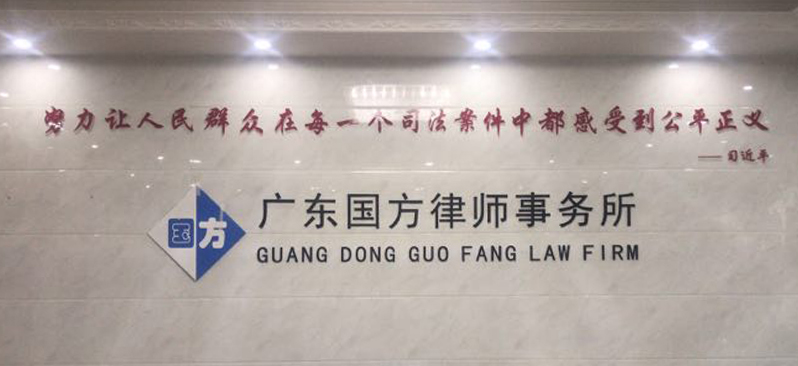 努力让人民群众在每一个司法案件中都感受到公平正义
——习近平
国方
广东国方律师事务所
GUANG DONG GUO FANG LAW FIRM